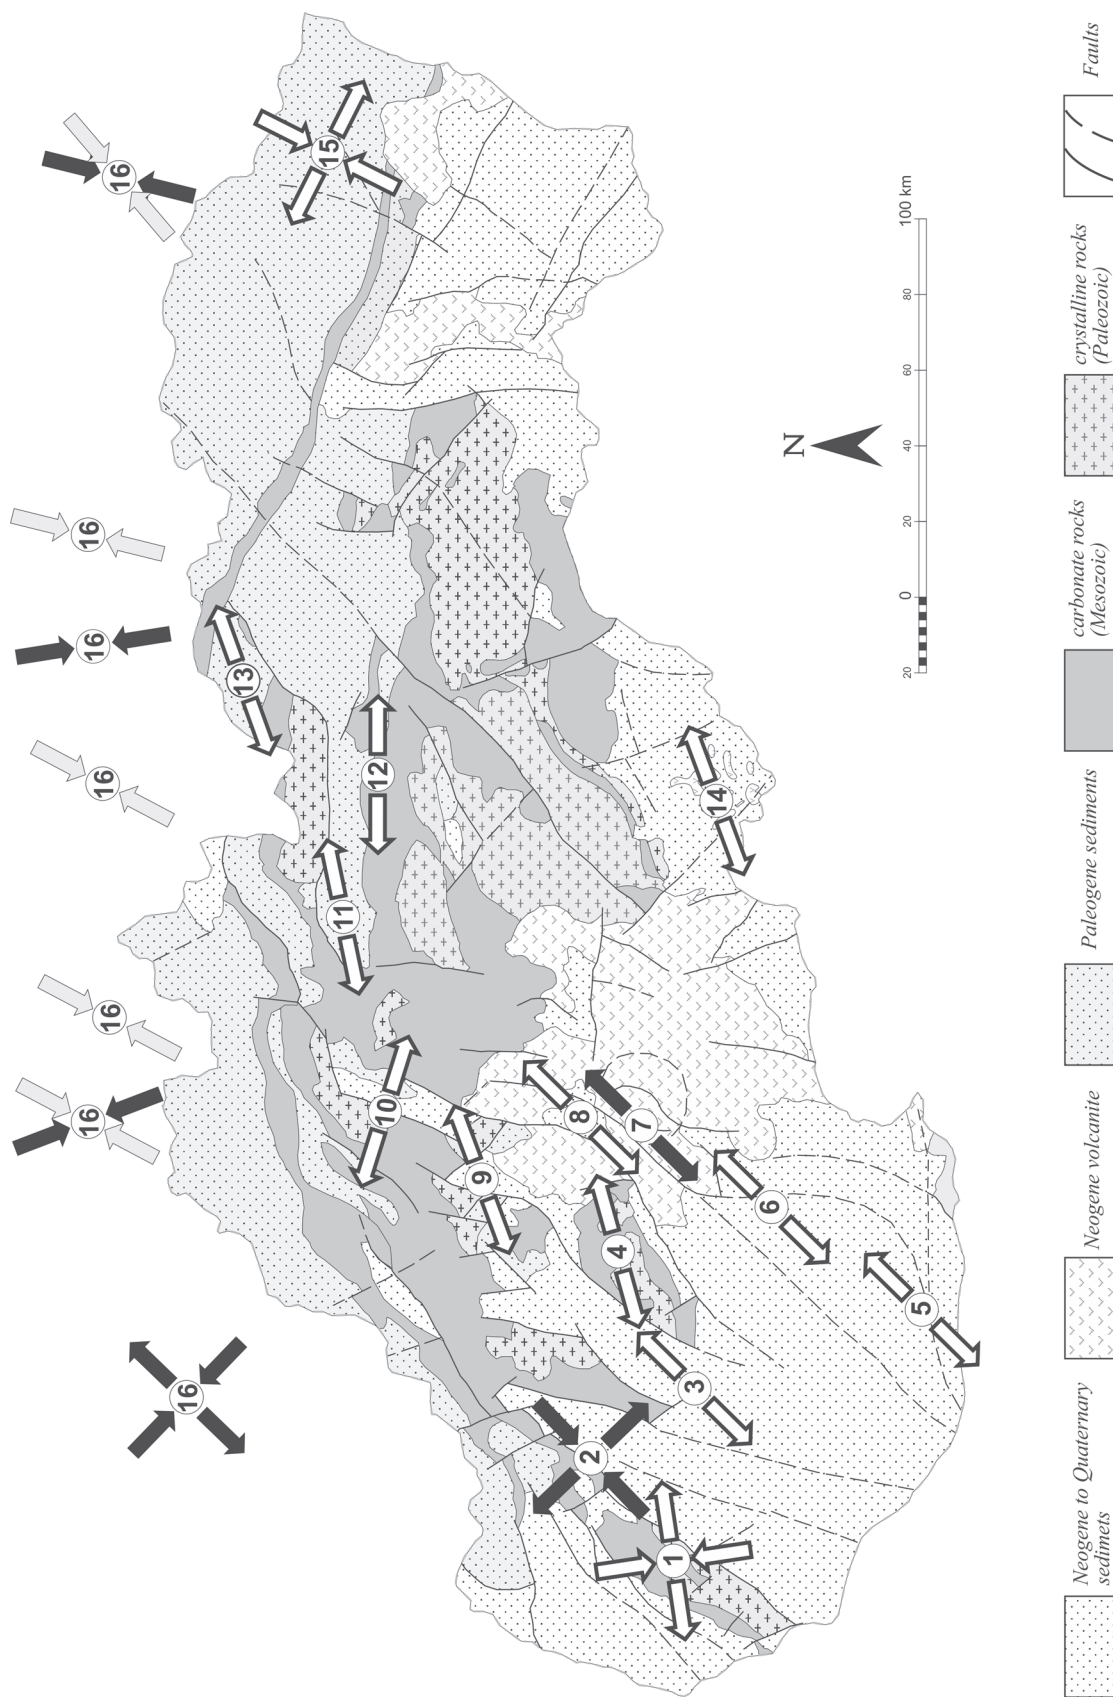 16
16
16
16
16
16
16
15
13
12
11
10
14
9
8
7
4
6
5
3
2
1
N
20
0
20
40
60
80
100 km
Neogene to Quaternary
sedimets
Neogene volcanite
Paleogene sediments
carbonate rocks
(Mesozoic)
crystalline rocks
(Paleozoic)
Faults